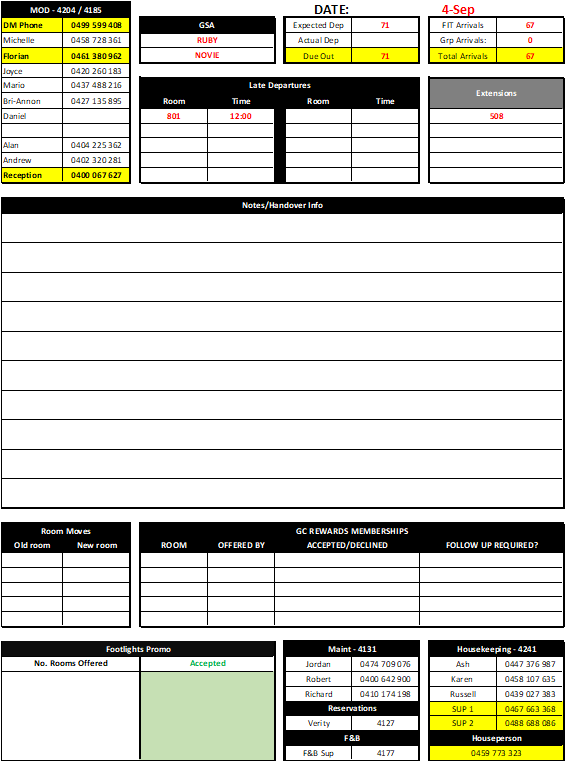 MOD - 4204 / 4185
DM Phone 0499 599 408
Michelle 0458 728 361
Florian 0461 380 962
Joyce 0420 260 183
Mario 0437 488 216
Bri-Annon 0427 135 895
Daniel
Alan 0404 225 362
Andrew 0402 320 281
Reception 0400 067 627
GSA
RUBY
NOVIE
DATE: 4-Sep
Expected Dep 71
Actual Dep
Due Out 71
FIT Arrivals 67
Grp Arrivals: 0
Total Arrivals 67
Late Departures
Room Time Room Time
801 12:00
Extensions
508
Notes/Handover Info
Room Moves
Old room New room
GC REWARDS MEMBERSHIPS
ROOM OFFERED BY ACCEPTED/DECLINED FOLLOW UP REQUIRED?
Footlights Promo
No. Rooms Offered Accepted
Maint - 4131
Jordan 0474 709 076
Robert 0400 642 900
Richard 0410 174 198
Reservations
Verity 4127
F&B
F&B Sup 4177
Housekeeping - 4241
Ash 0447 376 987
Karen 0458 107 635
Russell 0439 027 383
SUP 1 0467 663 368
SUP 2 0488 688 086
Houseperson
0459 773 323